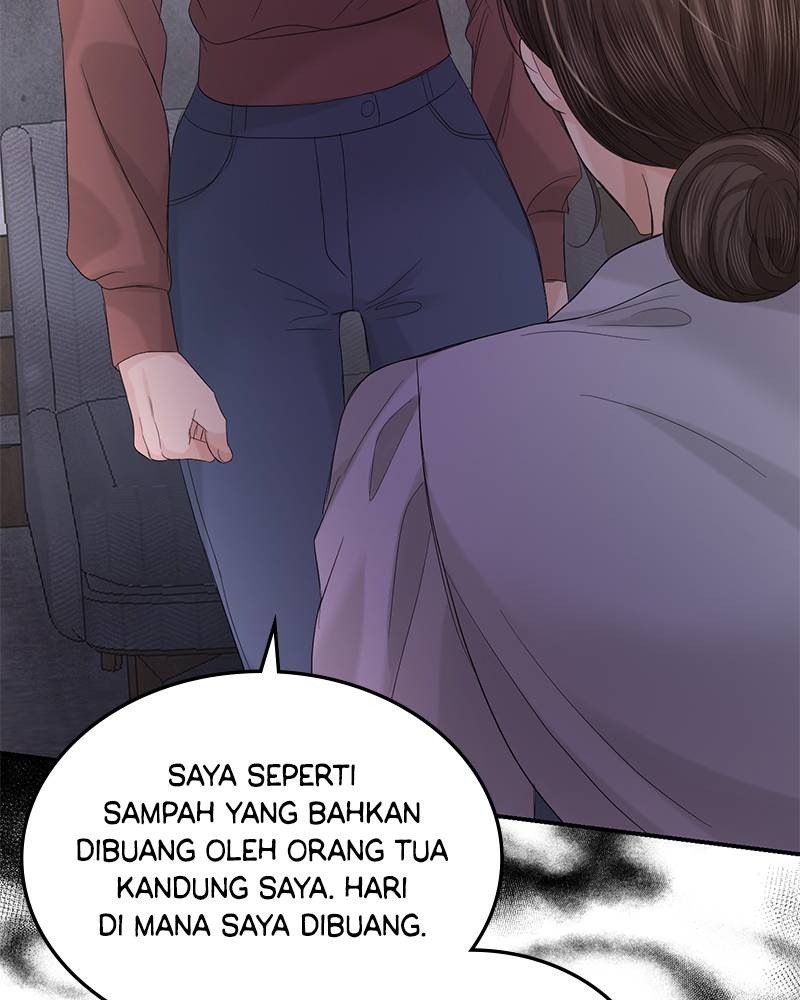 SAYA SEPERTI
SAMPAH YANG BAHKAN
DIBUANG OLEH ORANG TUA
KANDUNG SAYA. HARI
DI MANA SAYA DIBUANG.